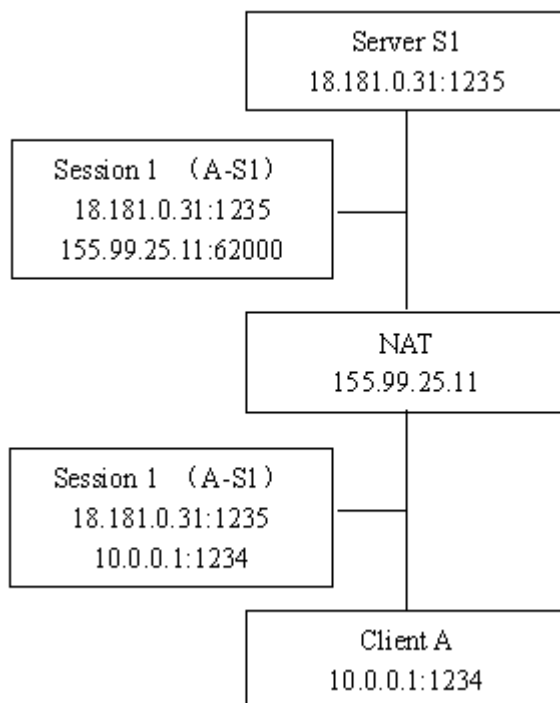 Server S1
18.181.0.31:1235
Session 1 （A-S1）
18.181.0.31:1235
155.99.25.11:62000
NAT
155.99.25.11
Session 1 （A-S1）
18.181.0.31:1235
10.0.0.1:1234
Client A
10.0.0.1:1234